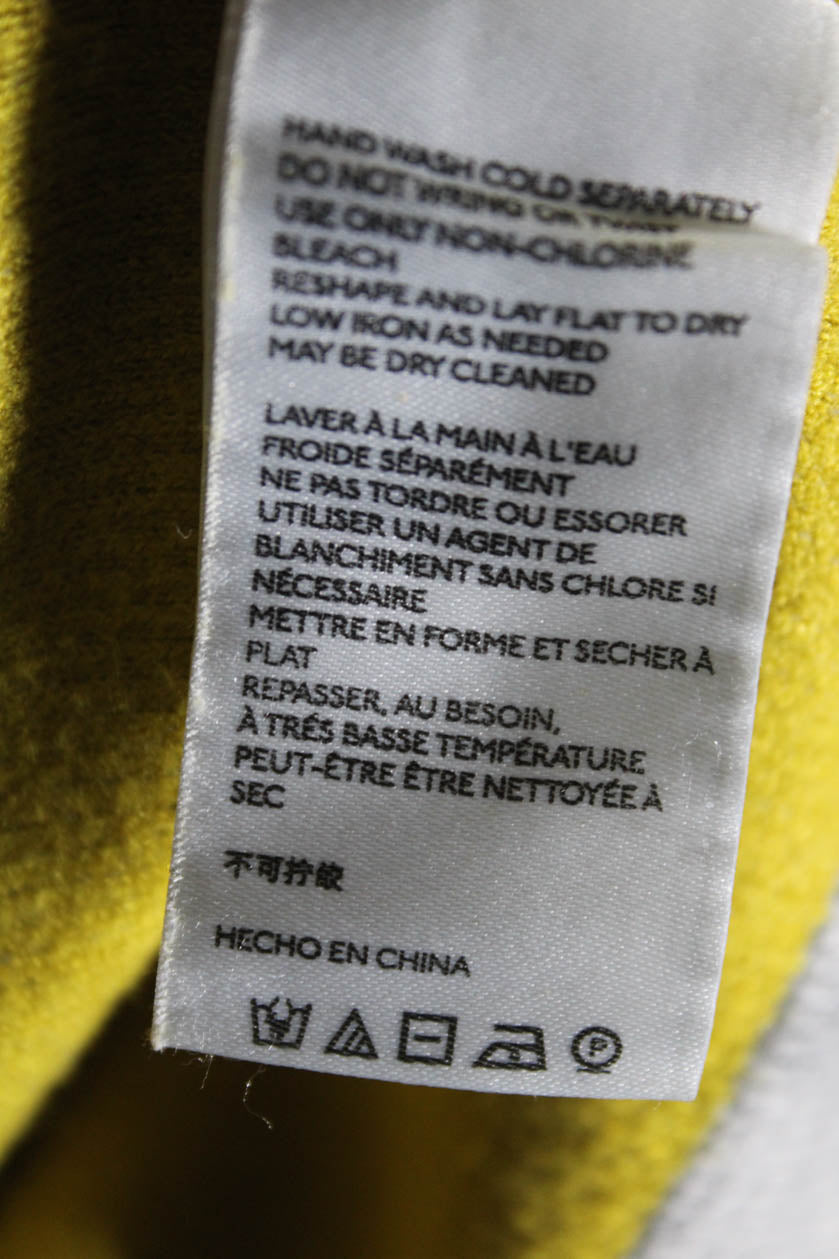 HAND WASH COLD SEPARATELY
DO NOT WRING OR TWIST
USE ONLY NON-CHLORINE
BLEACH
RESHAPE AND LAY FLAT TO DRY
LOW IRON AS NEEDED
MAY BE DRY CLEANED
LAVER À LA MAIN À L'EAU
FROIDE SÉPARÉMENT
NE PAS TORDRE OU ESSORER
UTILISER UN AGENT DE
BLANCHIMENT SANS CHLORE SI
NÉCESSAIRE
METTRE EN FORME ET SECHER À
PLAT
REPASSER, AU BESOIN,
À TRÉS BASSE TEMPÉRATURE
PEUT-ÊTRE ÊTRE NETTOYÉE À
SEC
不可拧绞
HECHO EN CHINA
P